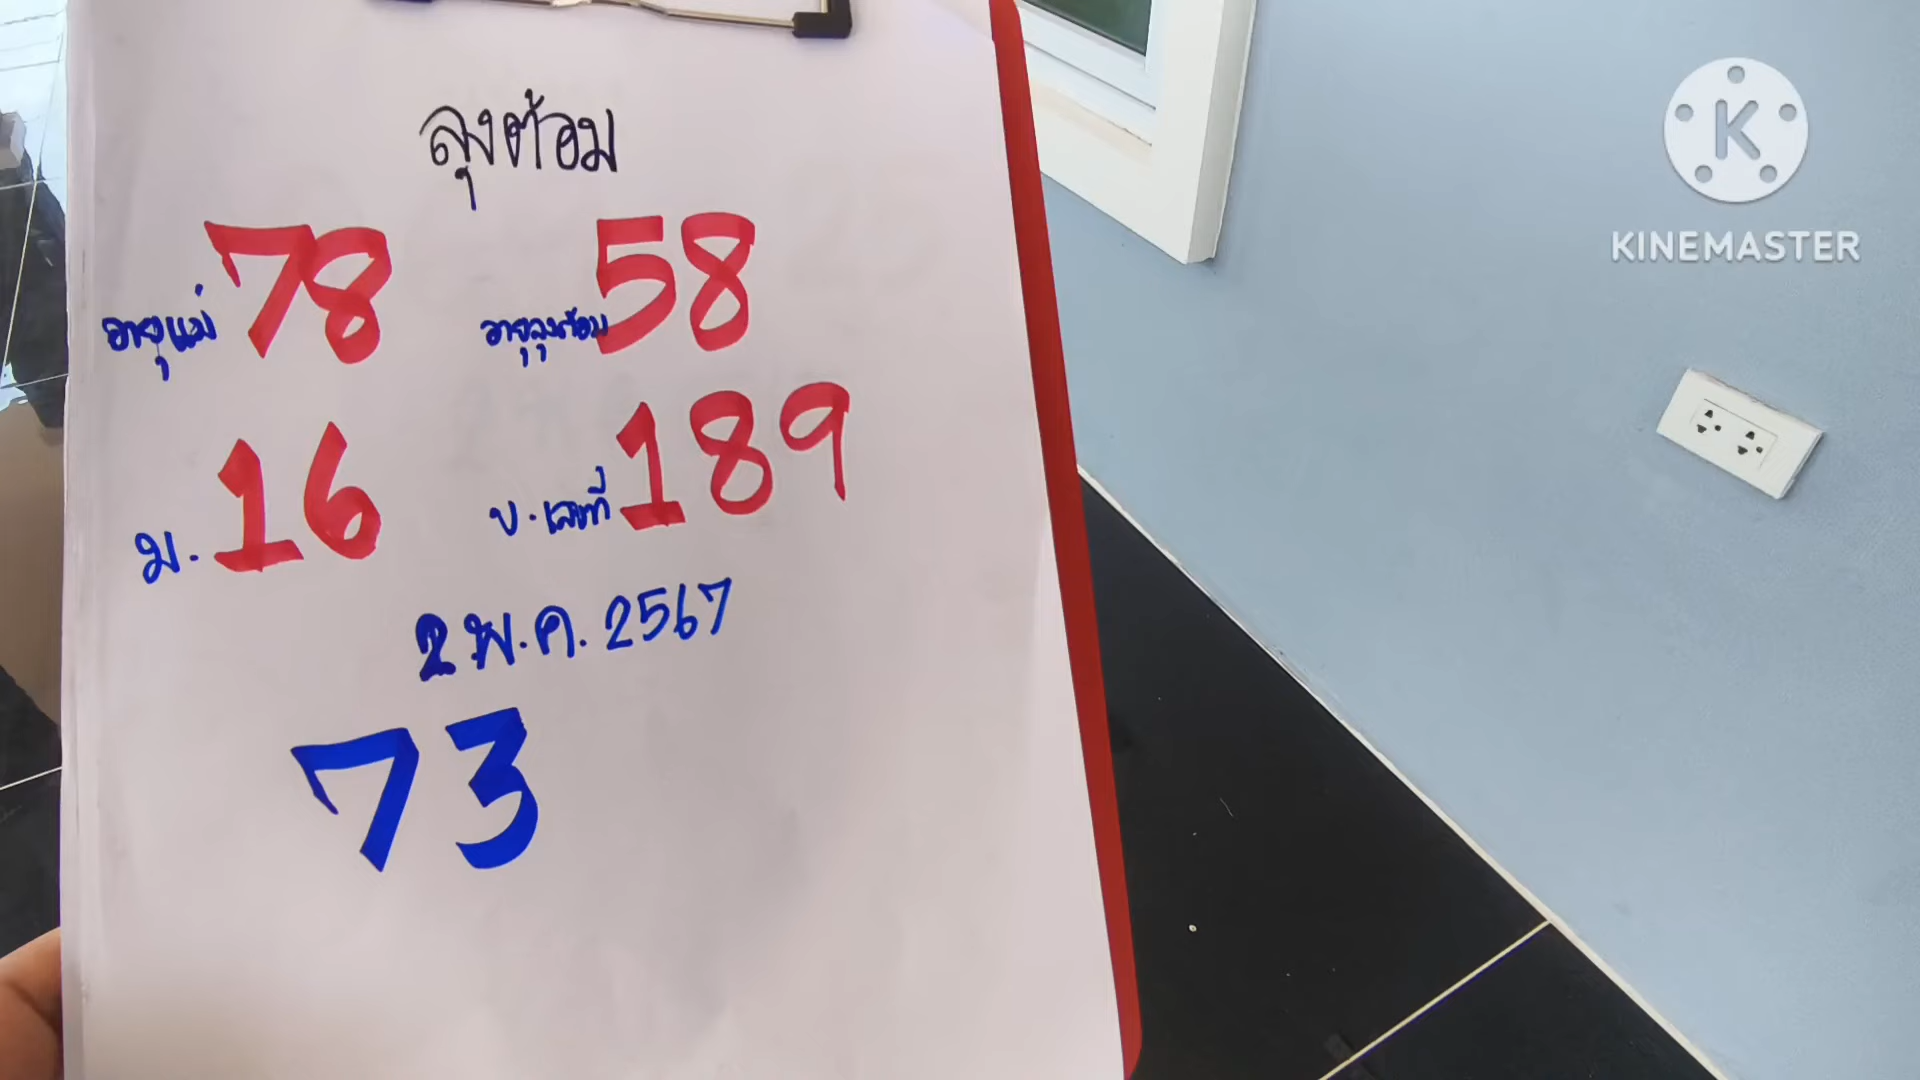 ลุงต้อม
อายุแม่ 78 อายุลุงต้อม 58
ม. 16 บ.เลขที่ 189
2 พ.ค. 2567
73
K
KINEMASTER